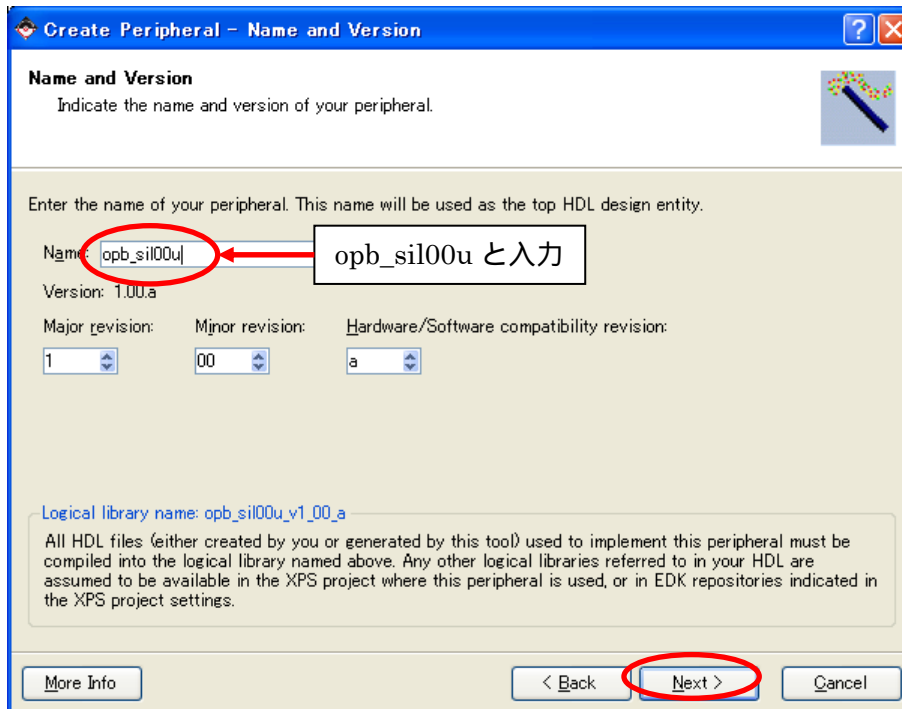 Create Peripheral - Name and Version
Name and Version
Indicate the name and version of your peripheral.
Enter the name of your peripheral. This name will be used as the top HDL design entity.
Name: opb_sil00u
opb_sil00u と入力
Version: 1.00.a
Major revision: Minor revision: Hardware/Software compatibility revision:
1 00 a
Logical library name: opb_sil00u_v1_00_a
All HDL files (either created by you or generated by this tool) used to implement this peripheral must be
compiled into the logical library named above. Any other logical libraries referred to in your HDL are
assumed to be available in the XPS project where this peripheral is used, or in EDK repositories indicated in
the XPS project settings.
More Info < Back Next > Cancel